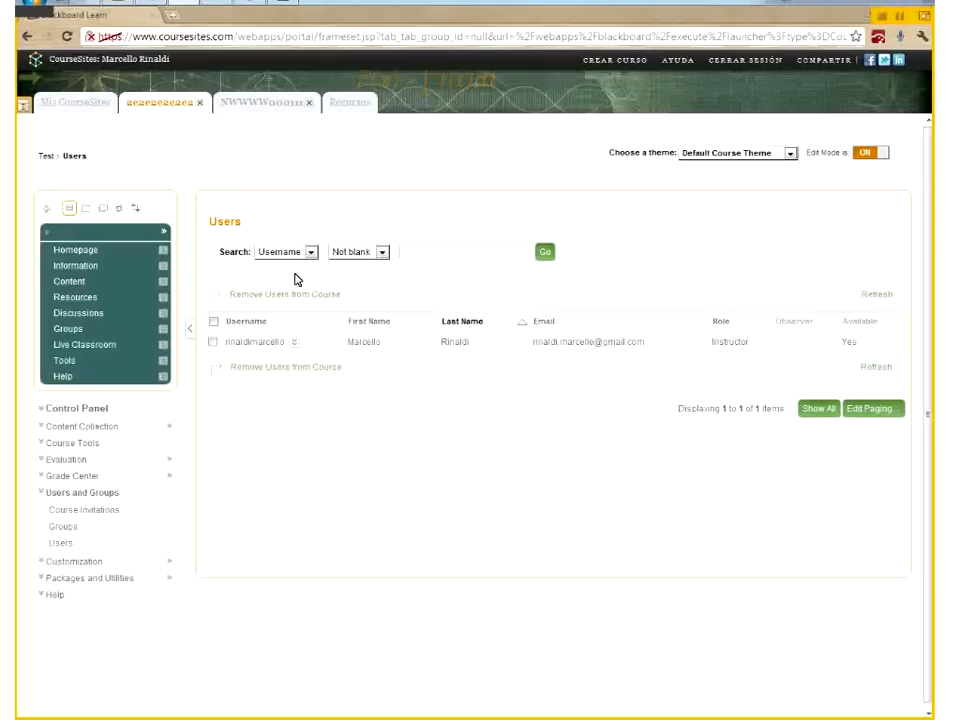 ckboard Learn
https://www.coursesites.com/webapps/portal/frameset.jsp?tab_tab_group_id=null&url=%2Fwebapps%2Fblackboard%2Fexecute%2Flauncher%3Ftype%3DCou
CourseSites: Marcello Rinaldi
CREAR CURSO AYUDA CERRAR SESIÓN COMPARTIR
Mis CourseSites
Recursos
Test > Users
Choose a theme: Default Course Theme
Edit Mode is: ON
Homepage
Information
Content
Resources
Discussions
Groups
Live Classroom
Tools
Help
Control Panel
Content Collection
Course Tools
Evaluation
Grade Center
Users and Groups
Course Invitations
Groups
Users
Customization
Packages and Utilities
Help
Users
Search: Username Not blank Go
Remove Users from Course Refresh
Username First Name Last Name Email Role Observer Available
rinaldimarcello Marcello Rinaldi rinaldi.marcello@gmail.com Instructor Yes
Remove Users from Course Refresh
Displaying 1 to 1 of 1 items Show All Edit Paging...